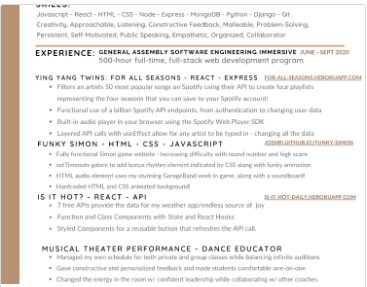 SKILLS:
Javascript - React - HTML - CSS - Node - Express - MongoDB - Python - Django - Git
Creativity, Approachable, Listening, Constructive Feedback, Malleable, Problem-Solving,
Persistent, Self-Motivated, Public Speaking, Empathetic, Organized, Collaborator
EXPERIENCE: GENERAL ASSEMBLY SOFTWARE ENGINEERING IMMERSIVE JUNE - SEPT 2020
500-hour full-time, full-stack web development program
YING YANG TWINS: FOR ALL SEASONS - REACT - EXPRESS FOR-ALL-SEASONS.HEROKUAPP.COM
Filters an artists 50 most popular songs on Spotify using their API to create four playlists
representing the four seasons that you can save to your Spotify account!
Functional use of a billion Spotify API endpoints, from authentication to changing user data
Built-in audio player in your browser using the Spotify Web Player SDK
Layered API calls with useEffect allow for any artist to be typed in - changing all the data
FUNKY SIMON - HTML - CSS - JAVASCRIPT JOSHRI.GITHUB.IO/FUNKY-SIMON
Fully functional Simon game website - Increasing difficulty with round number and high score
setTimeouts galore to add bonus rhythm element indicated by CSS along with funky animation
HTML audio element uses my stunning GarageBand work in game, along with a soundboard!
Hardcoded HTML and CSS animated background!
IS IT HOT? - REACT - API IS-IT-HOT-DAILY.HEROKUAPP.COM
7 free APIs provide the data for my weather app/endless source of joy
Function and Class Components with State and React Hooks
Styled Components for a reusable button that refreshes the API call.
MUSICAL THEATER PERFORMANCE - DANCE EDUCATOR
Managed my own schedule for both private and group classes while balancing infinite auditions
Gave constructive and personalized feedback and made students comfortable one-on-one
Changed the energy in the room w/ confident leadership while collaborating w/ other coaches